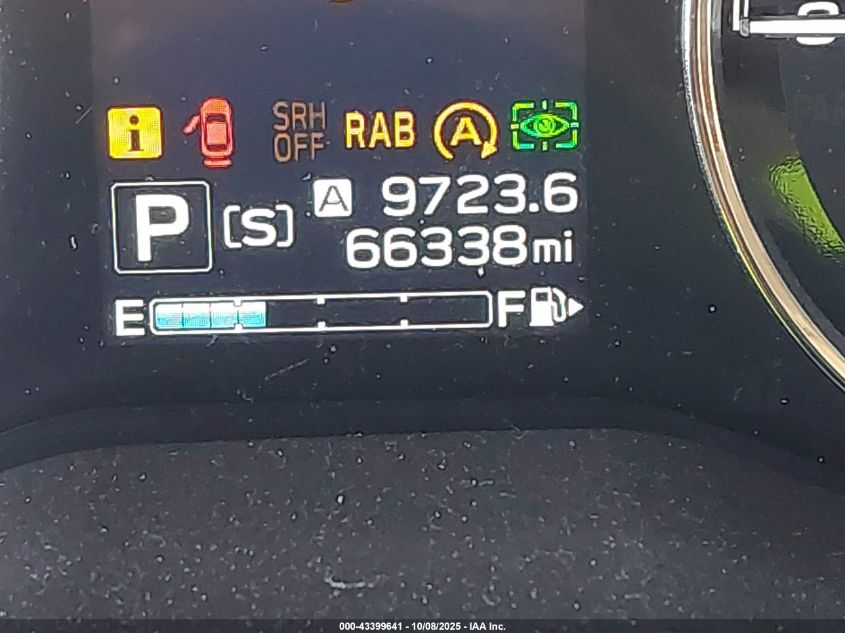 i SRH OFF RAB A
P [S] A 9723.6
66338mi
E F
000-43399641 - 10/08/2025 - IAA Inc.